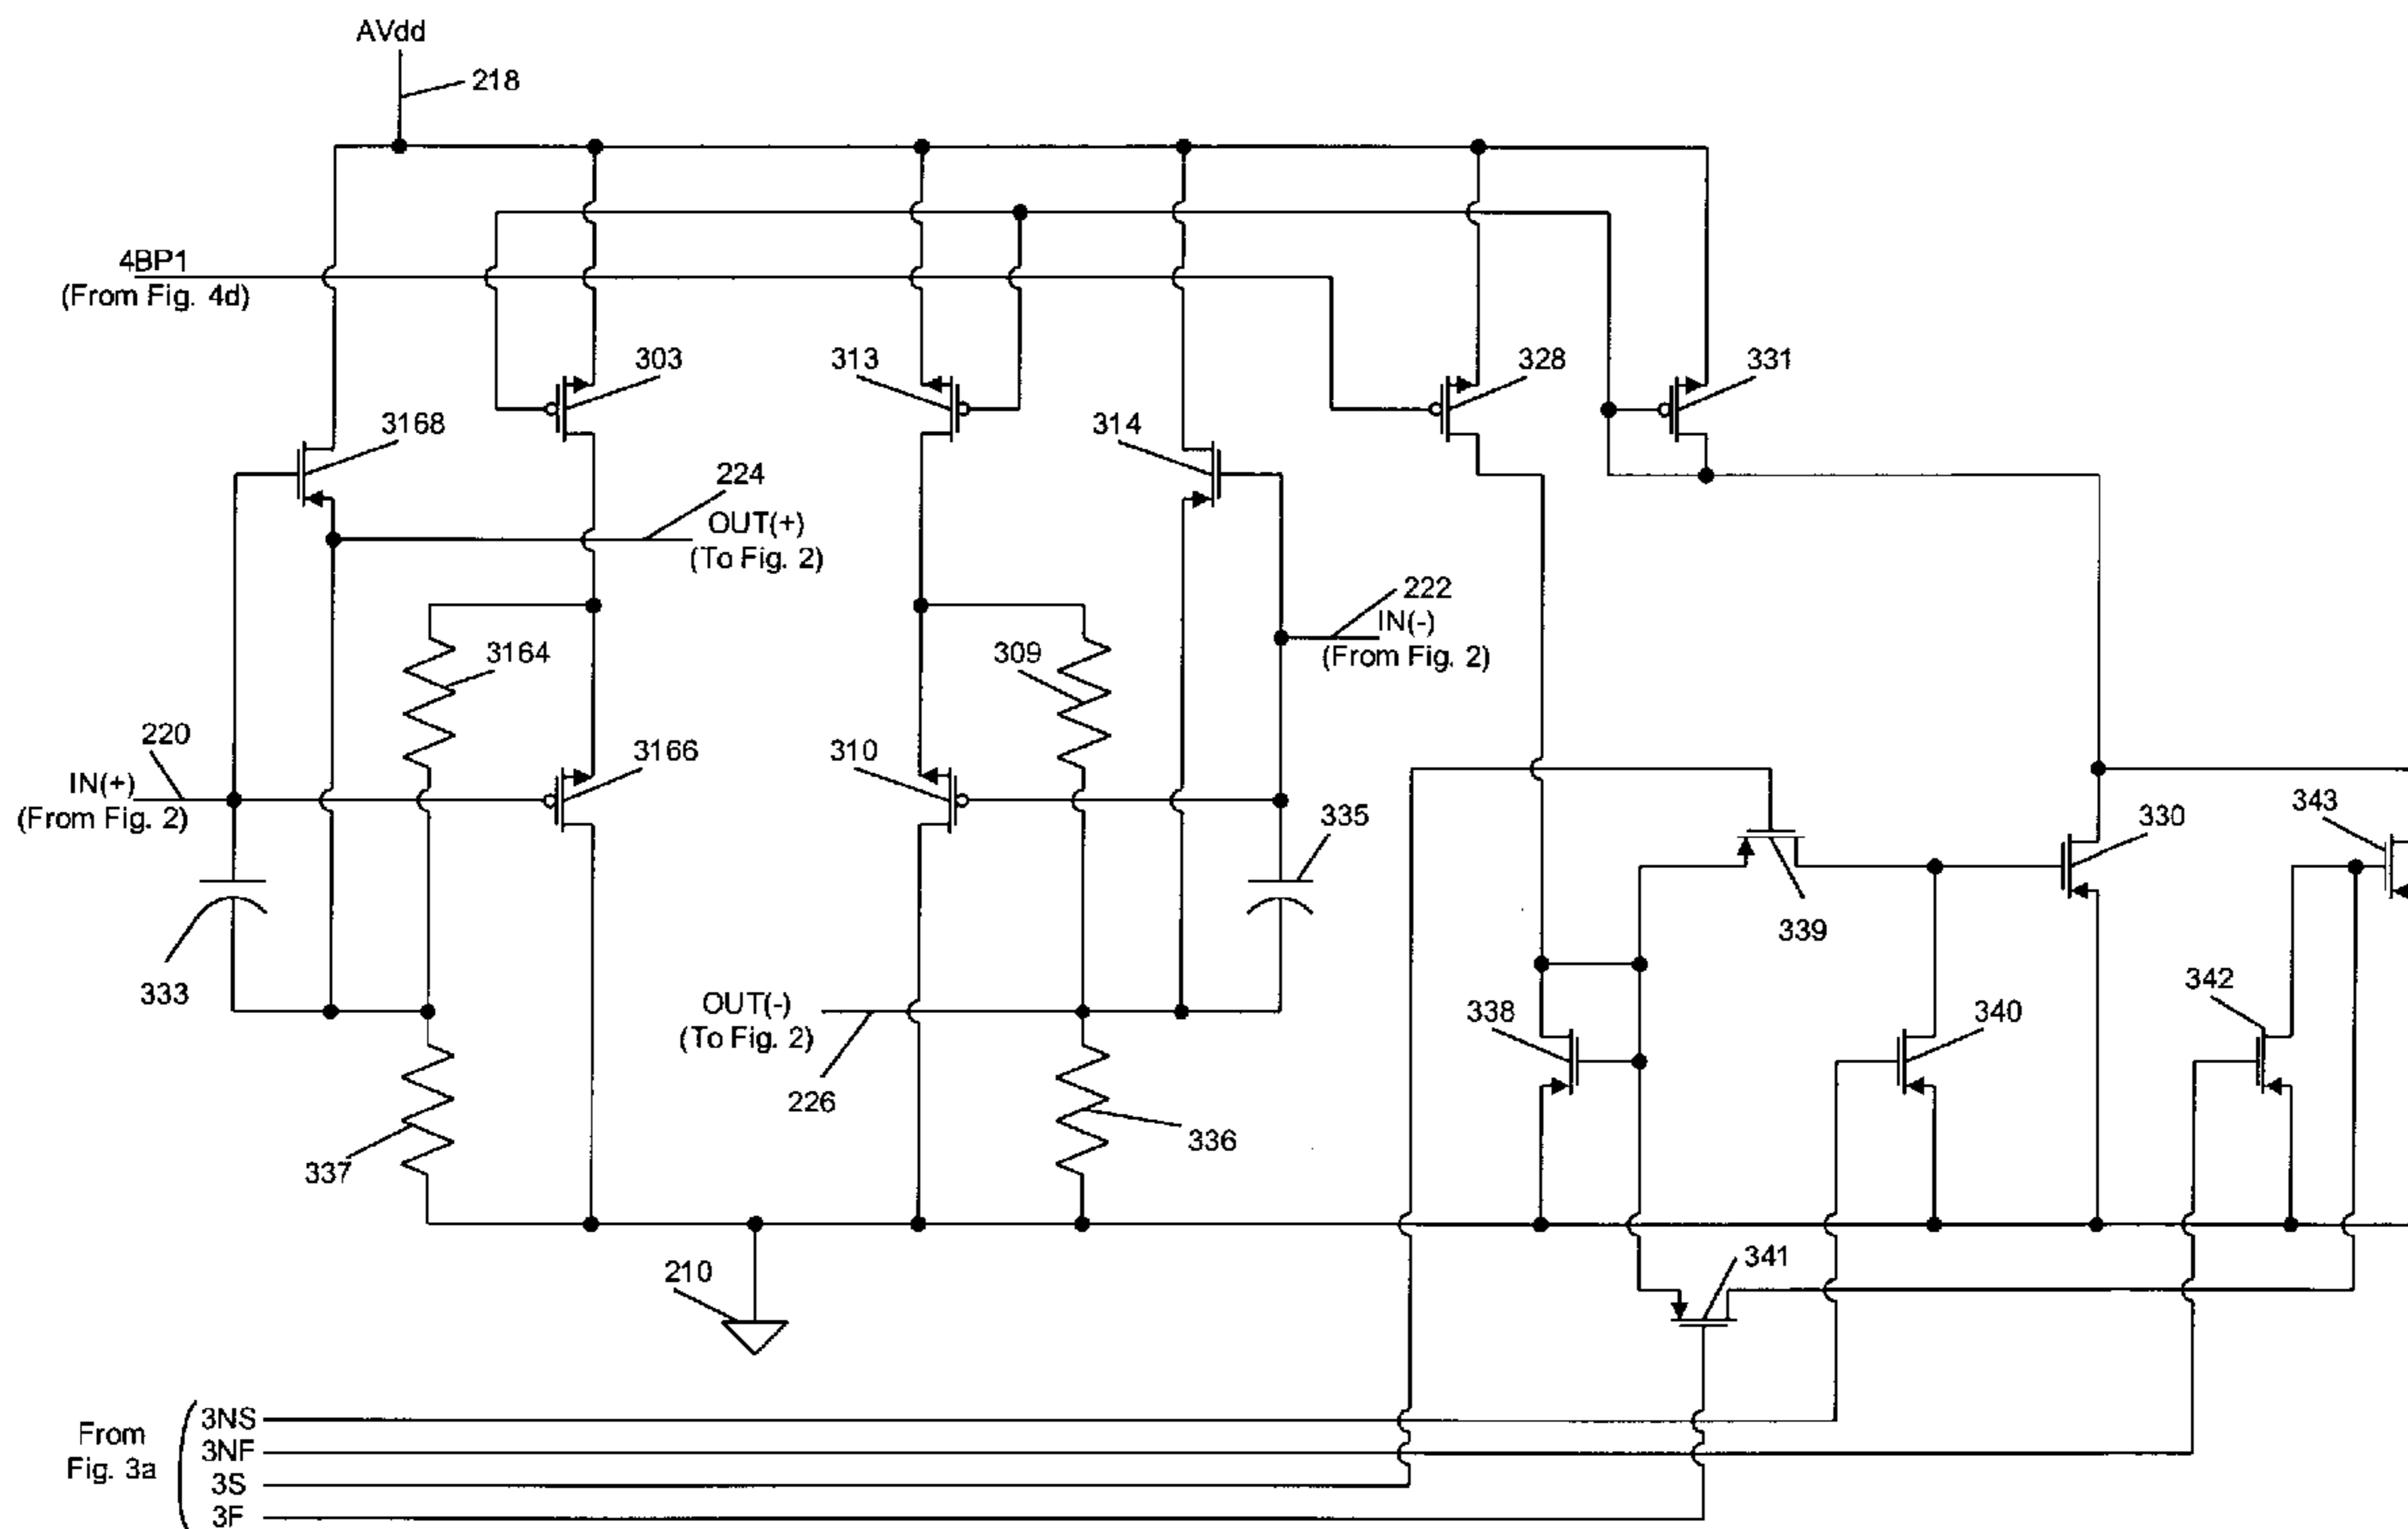 AVdd
218
4BP1
(From Fig. 4d)
303
313
328
331
3168
314
224
OUT(+)
(To Fig. 2)
222
IN(-)
(From Fig. 2)
3164
309
220
IN(+)
(From Fig. 2)
3166
310
335
330
343
339
333
OUT(-)
(To Fig. 2)
338
340
342
226
336
337
210
341
From
Fig. 3a
3NS
3NF
3S
3F